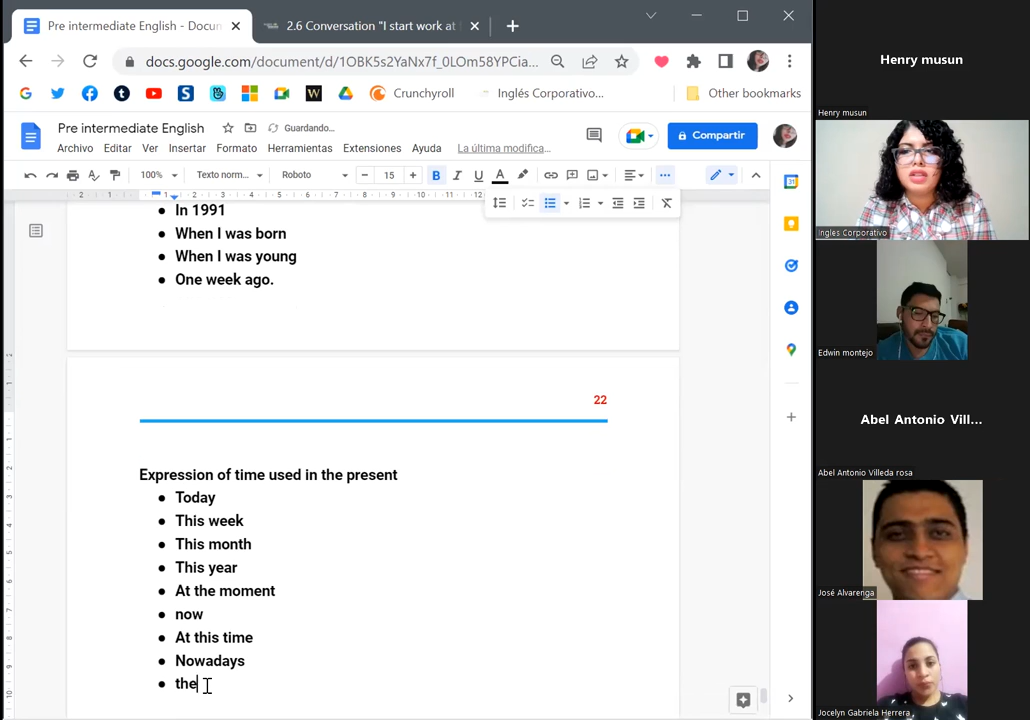 Pre intermediate English - Docun
2.6 Conversation "I start work at
docs.google.com/document/d/1OBK5s2YaNx7f_0LOm58YPCia...
Crunchyroll
Inglés Corporativo...
Other bookmarks
Pre intermediate English
Guardando...
Compartir
Archivo Editar Ver Insertar Formato Herramientas Extensiones Ayuda La última modifica...
100% Texto norm... Roboto 15
In 1991
When I was born
When I was young
One week ago.
22
Expression of time used in the present
Today
This week
This month
This year
At the moment
now
At this time
Nowadays
the
Henry musun
Henry musun
Ingles Corporativo
Edwin montejo
Abel Antonio Vill...
Abel Antonio Villeda rosa
José Alvarenga
Jocelyn Gabriela Herrera